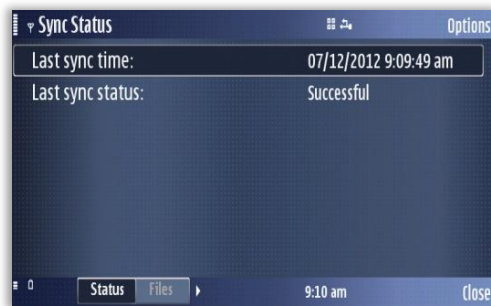 Sync Status Options
Last sync time: 07/12/2012 9:09:49 am
Last sync status: Successful
Status Files 9:10 am Close